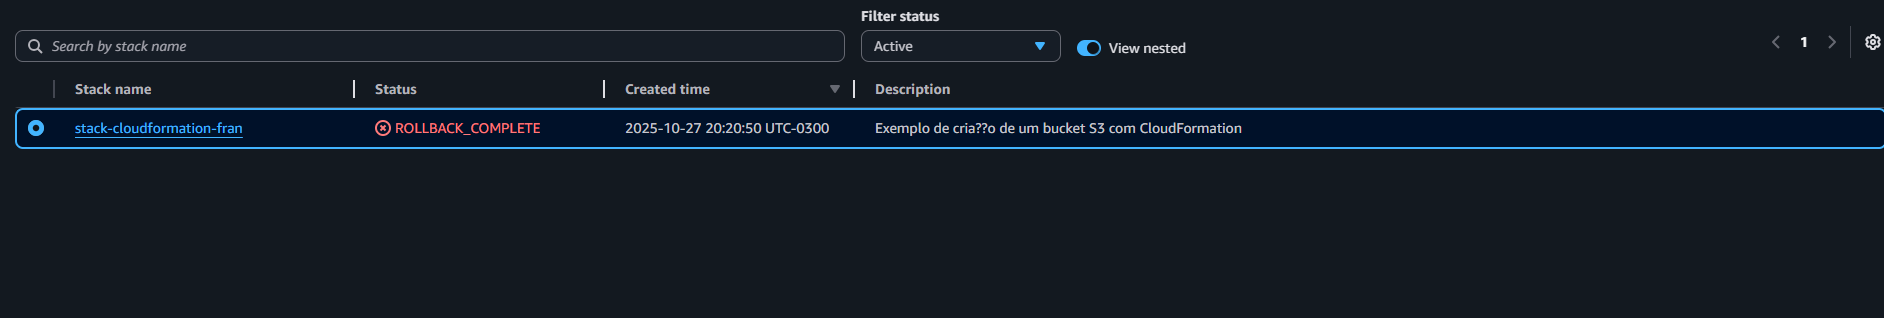 Filter status
Search by stack name
Active
View nested
1
Stack name Status Created time Description
stack-cloudformation-fran ROLLBACK_COMPLETE 2025-10-27 20:20:50 UTC-0300 Exemplo de cria??o de um bucket S3 com CloudFormation